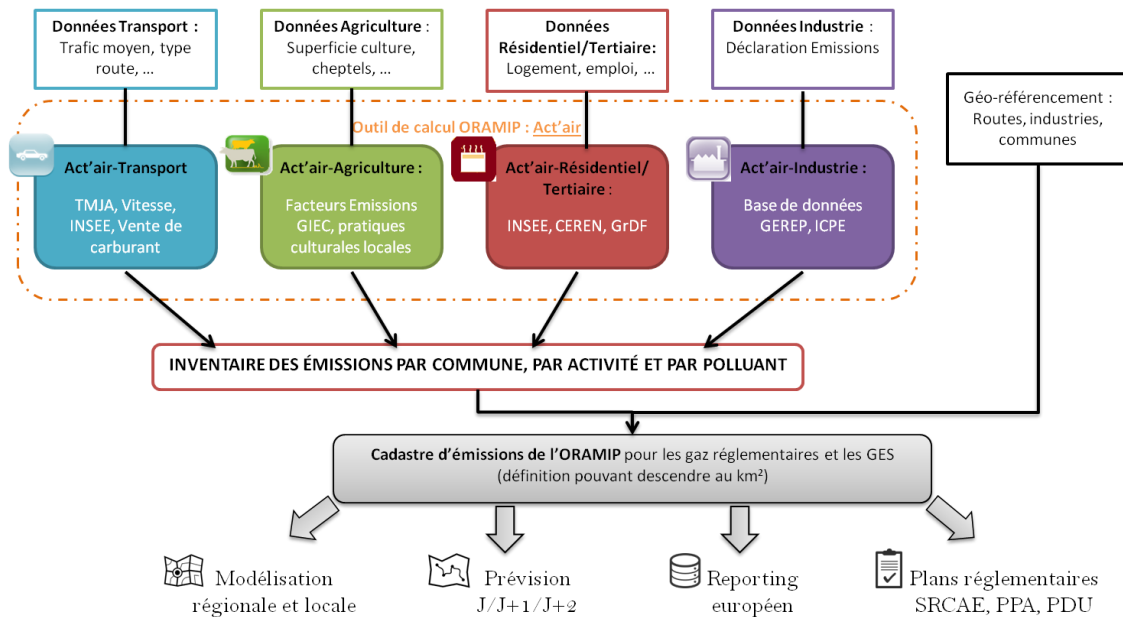 Données Transport :
Trafic moyen, type
route, ...
Données Agriculture :
Superficie culture,
cheptels, ...
Données
Résidentiel/Tertiaire:
Logement, emploi, ...
Données Industrie :
Déclaration Emissions
Géo-référencement :
Routes, industries,
communes
Outil de calcul ORAMIP : Act'air
Act'air-Transport
TMJA, Vitesse,
INSEE, Vente de
carburant
Act'air-Agriculture :
Facteurs Emissions
GIEC, pratiques
culturales locales
Act'air-Résidentiel/
Tertiaire :
INSEE, CEREN, GrDF
Act'air-Industrie :
Base de données
GEREP, ICPE
INVENTAIRE DES ÉMISSIONS PAR COMMUNE, PAR ACTIVITÉ ET PAR POLLUANT
Cadastre d'émissions de l'ORAMIP pour les gaz réglementaires et les GES
(définition pouvant descendre au km²)
Modélisation
régionale et locale
Prévision
J/J+1/J+2
Reporting
européen
Plans réglementaires
SRCAE, PPA, PDU